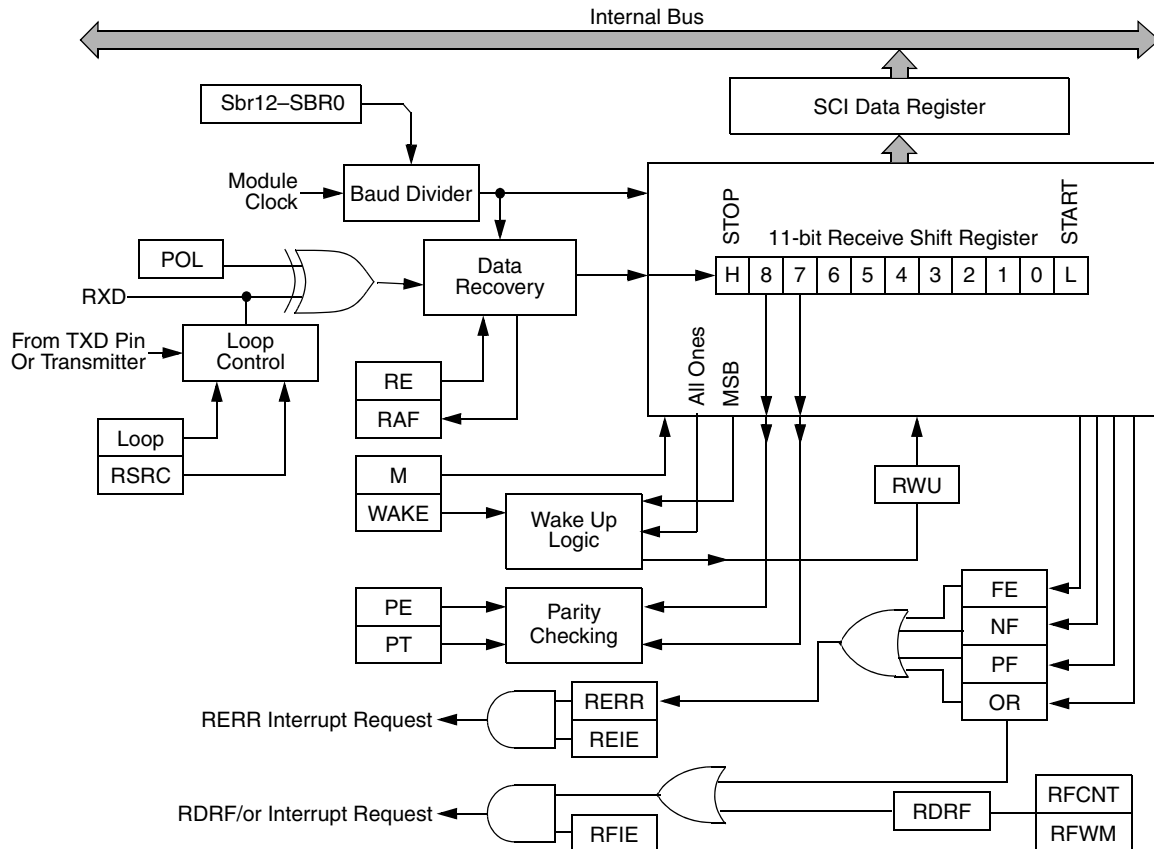 Internal Bus
Sbr12–SBR0
SCI Data Register
Module
Clock
Baud Divider
STOP
11-bit Receive Shift Register
START
H 8 7 6 5 4 3 2 1 0 L
POL
RXD
Data
Recovery
From TXD Pin
Or Transmitter
Loop
Control
All Ones
MSB
RE
RAF
Loop
RSRC
M
WAKE
RWU
Wake Up
Logic
PE
PT
Parity
Checking
FE
NF
PF
OR
RERR Interrupt Request
RERR
REIE
RDRF/or Interrupt Request
RFIE
RDRF
RFCNT
RFWM